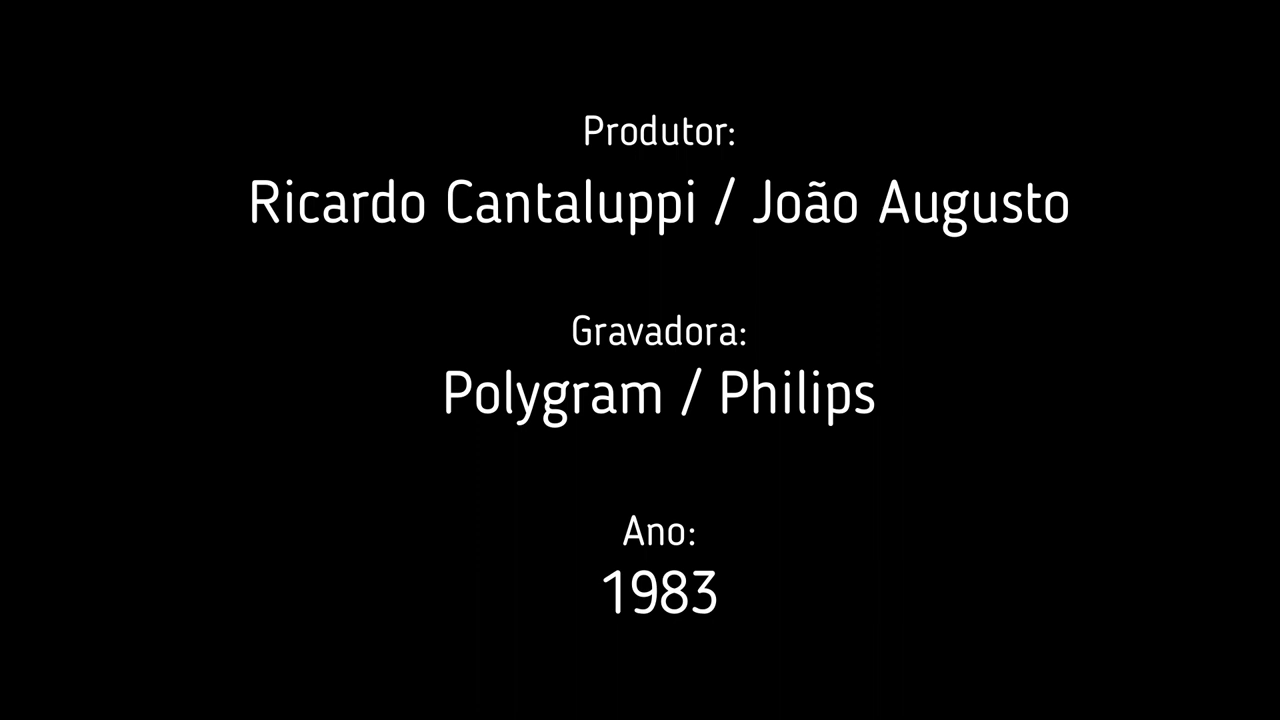 Produtor:
Ricardo Cantaluppi / João Augusto
Gravadora:
Polygram / Philips
Ano:
1983